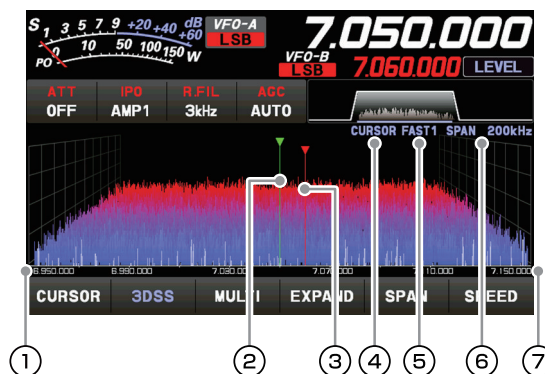 S 1 3 5 7 9 +20 +40 +60 dB
PO 0 10 50 100 150 W
VFO-A
LSB
7.050.000
VFO-B
LSB
7.060.000
LEVEL
ATT IPO R.FIL AGC
OFF AMP1 3kHz AUTO
CURSOR FAST1 SPAN 200kHz
6.950.000 6.990.000 7.030.000 7.070.000 7.110.000 7.150.000
CURSOR 3DSS MULTI EXPAND SPAN SPEED
1 2 3 4 5 6 7